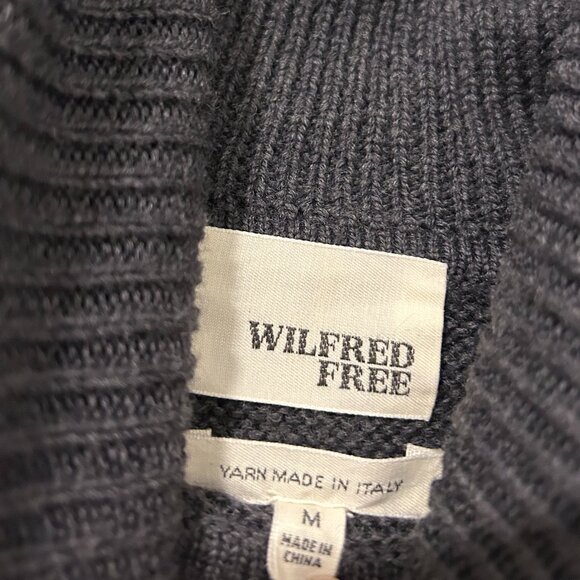 WILFRED
FREE
YARN MADE IN ITALY
M
MADE IN
CHINA